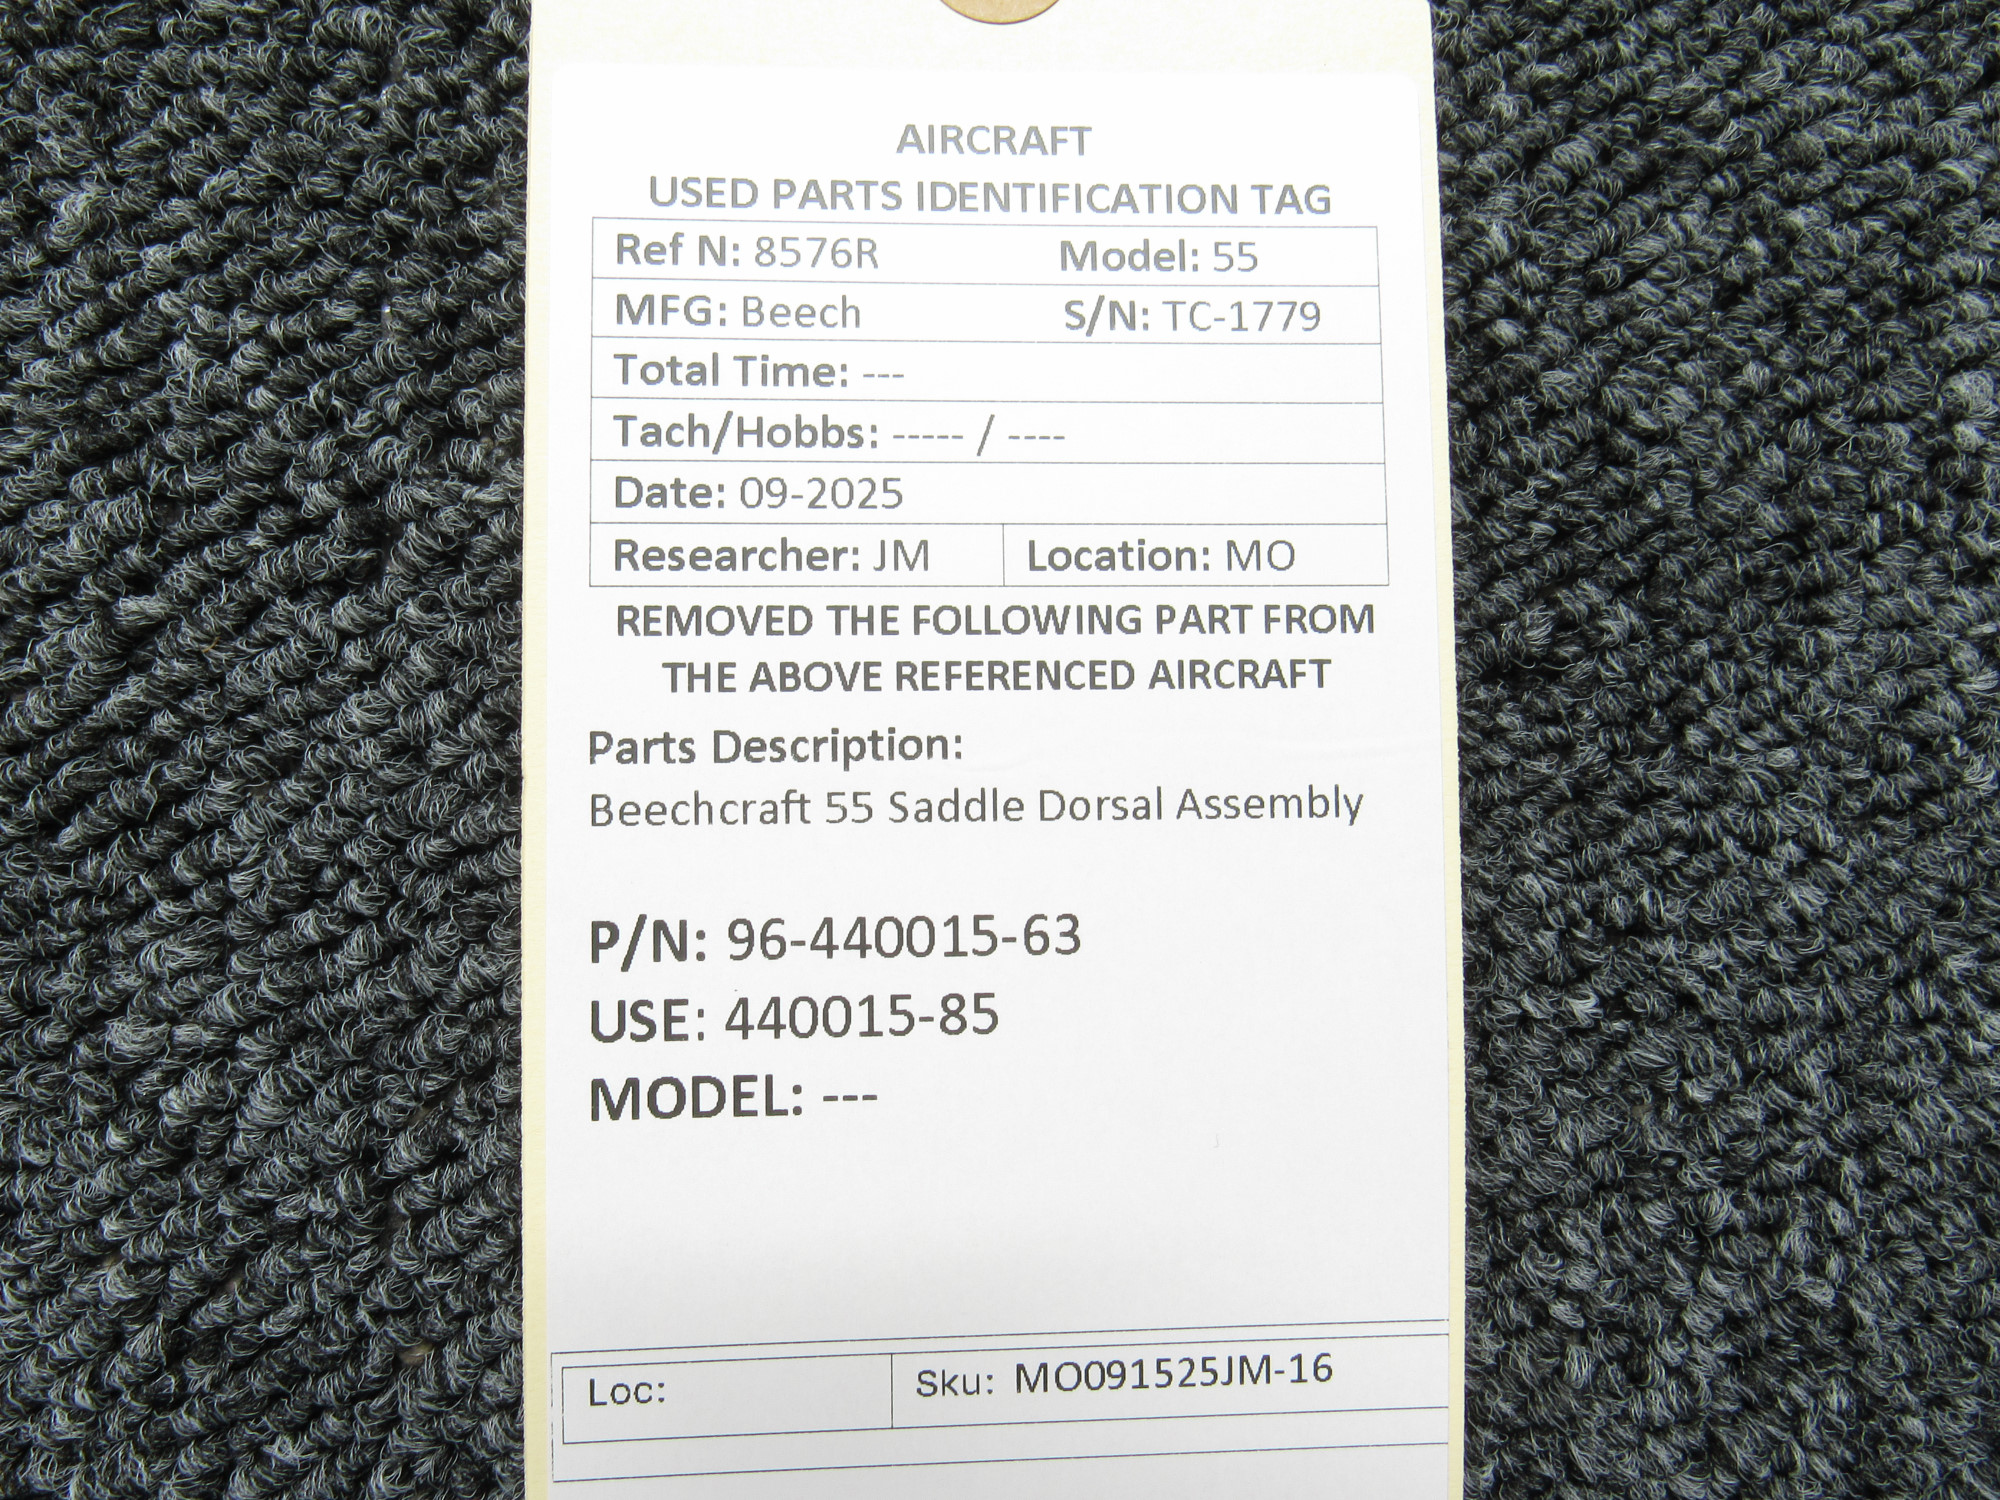 AIRCRAFT
USED PARTS IDENTIFICATION TAG
Ref N: 8576R Model: 55
MFG: Beech S/N: TC-1779
Total Time: ---
Tach/Hobbs: ----- / ----
Date: 09-2025
Researcher: JM Location: MO
REMOVED THE FOLLOWING PART FROM
THE ABOVE REFERENCED AIRCRAFT
Parts Description:
Beechcraft 55 Saddle Dorsal Assembly
P/N: 96-440015-63
USE: 440015-85
MODEL: ---
Loc: Sku: MO091525JM-16